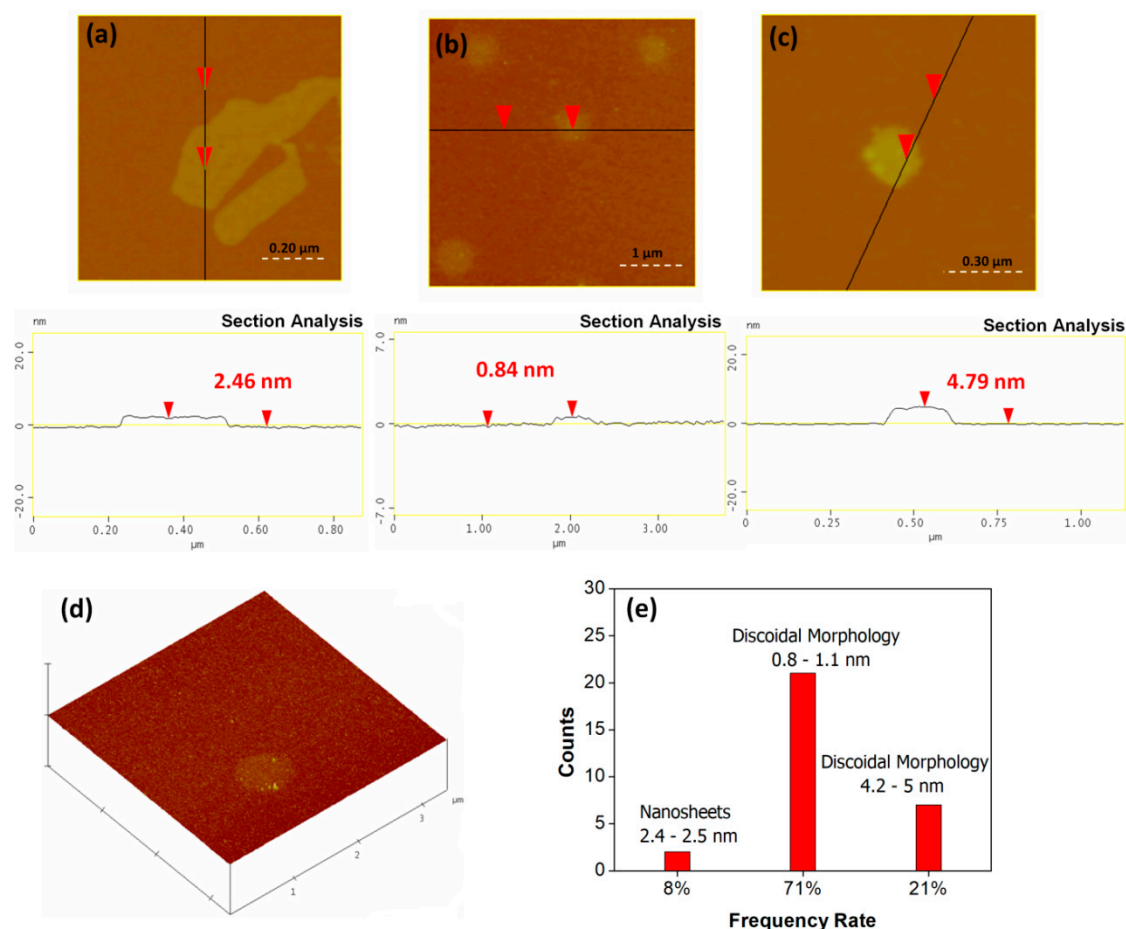 (a)
0.20 µm
(b)
1 µm
(c)
0.30 µm
nm
Section Analysis
20.0
0
-20.0
2.46 nm
0
0.20
0.40
0.60
0.80
µm
nm
Section Analysis
7.0
0
-7.0
0.84 nm
0
1.00
2.00
3.00
µm
nm
Section Analysis
20.0
0
-20.0
4.79 nm
0
0.25
0.50
0.75
1.00
µm
(d)
µm
3
2
1
(e)
30
25
20
15
10
5
0
Counts
Discoidal Morphology
0.8 - 1.1 nm
Discoidal Morphology
4.2 - 5 nm
Nanosheets
2.4 - 2.5 nm
8%
71%
21%
Frequency Rate